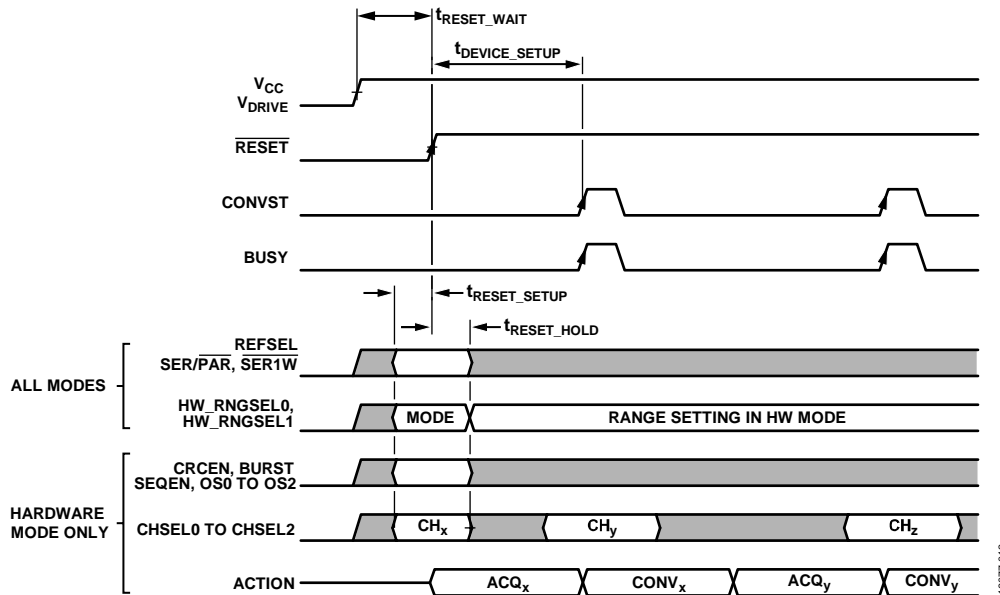 tRESET_WAIT
tDEVICE_SETUP
VCC
VDRIVE
RESET
CONVST
BUSY
tRESET_SETUP
tRESET_HOLD
ALL MODES
REFSEL
SER/PAR, SER1W
HW_RNGSEL0,
HW_RNGSEL1
MODE
RANGE SETTING IN HW MODE
HARDWARE
MODE ONLY
CRCEN, BURST
SEQEN, OS0 TO OS2
CHSEL0 TO CHSEL2
CHx
CHy
CHz
ACTION
ACQx
CONVx
ACQy
CONVy